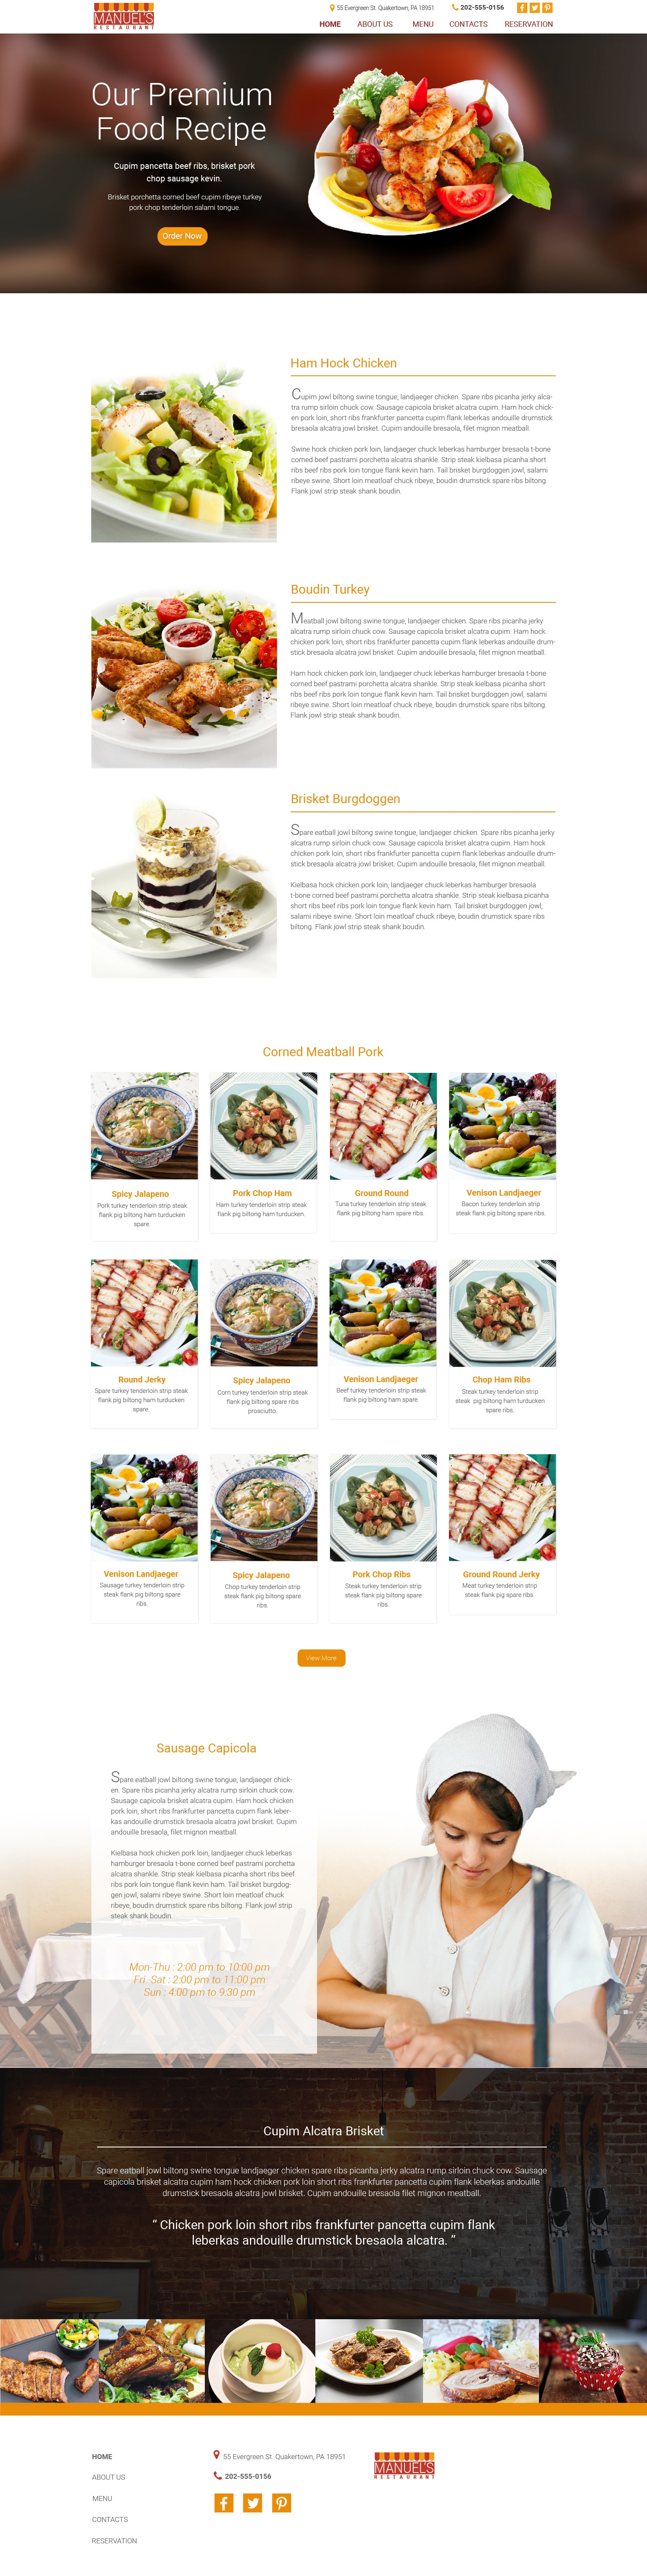 MANUEL'S
RESTAURANT
55 Evergreen St. Quakertown, PA 18951
202-555-0156
HOME
ABOUT US
MENU
CONTACTS
RESERVATION
Our Premium
Food Recipe
Cupim pancetta beef ribs, brisket pork
chop sausage kevin.
Brisket porchetta corned beef cupim ribeye turkey
pork chop tenderloin salami tongue.
Order Now
Ham Hock Chicken
Cupim jowl biltong swine tongue, landjaeger chicken. Spare ribs picanha jerky alca-
tra rump sirloin chuck cow. Sausage capicola brisket alcatra cupim. Ham hock chick-
en pork loin, short ribs frankfurter pancetta cupim flank leberkas andouille drumstick
bresaola alcatra jowl brisket. Cupim andouille bresaola, filet mignon meatball.
Swine hock chicken pork loin, landjaeger chuck leberkas hamburger bresaola t-bone
corned beef pastrami porchetta alcatra shankle. Strip steak kielbasa picanha short
ribs beef ribs pork loin tongue flank kevin ham. Tail brisket burgdoggen jowl, salami
ribeye swine. Short loin meatloaf chuck ribeye, boudin drumstick spare ribs biltong.
Flank jowl strip steak shank boudin.
Boudin Turkey
Meatball jowl biltong swine tongue, landjaeger chicken. Spare ribs picanha jerky
alcatra rump sirloin chuck cow. Sausage capicola brisket alcatra cupim. Ham hock
chicken pork loin, short ribs frankfurter pancetta cupim flank leberkas andouille drum-
stick bresaola alcatra jowl brisket. Cupim andouille bresaola, filet mignon meatball.
Ham hock chicken pork loin, landjaeger chuck leberkas hamburger bresaola t-bone
corned beef pastrami porchetta alcatra shankle. Strip steak kielbasa picanha short
ribs beef ribs pork loin tongue flank kevin ham. Tail brisket burgdoggen jowl, salami
ribeye swine. Short loin meatloaf chuck ribeye, boudin drumstick spare ribs biltong.
Flank jowl strip steak shank boudin.
Brisket Burgdoggen
Spare eatball jowl biltong swine tongue, landjaeger chicken. Spare ribs picanha jerky
alcatra rump sirloin chuck cow. Sausage capicola brisket alcatra cupim. Ham hock
chicken pork loin, short ribs frankfurter pancetta cupim flank leberkas andouille drum-
stick bresaola alcatra jowl brisket. Cupim andouille bresaola, filet mignon meatball.
Kielbasa hock chicken pork loin, landjaeger chuck leberkas hamburger bresaola
t-bone corned beef pastrami porchetta alcatra shankle. Strip steak kielbasa picanha
short ribs beef ribs pork loin tongue flank kevin ham. Tail brisket burgdoggen jowl,
salami ribeye swine. Short loin meatloaf chuck ribeye, boudin drumstick spare ribs
biltong. Flank jowl strip steak shank boudin.
Corned Meatball Pork
Spicy Jalapeno
Pork turkey tenderloin strip steak
flank pig biltong ham turducken
spare.
Pork Chop Ham
Ham turkey tenderloin strip steak
flank pig biltong ham turducken.
Ground Round
Tuna turkey tenderloin strip steak
flank pig biltong ham spare ribs.
Venison Landjaeger
Bacon turkey tenderloin strip
steak flank pig biltong spare ribs.
Round Jerky
Spare turkey tenderloin strip steak
flank pig biltong ham turducken
spare.
Spicy Jalapeno
Corn turkey tenderloin strip steak
flank pig biltong spare ribs
prosciutto.
Venison Landjaeger
Beef turkey tenderloin strip steak
flank pig biltong ham spare.
Chop Ham Ribs
Steak turkey tenderloin strip
steak pig biltong ham turducken
spare ribs.
Venison Landjaeger
Sausage turkey tenderloin strip
steak flank pig biltong spare
ribs.
Spicy Jalapeno
Chop turkey tenderloin strip
steak flank pig biltong spare
ribs.
Pork Chop Ribs
Steak turkey tenderloin strip
steak flank pig biltong spare
ribs.
Ground Round Jerky
Meat turkey tenderloin strip
steak flank pig spare ribs.
View More
Sausage Capicola
Spare eatball jowl biltong swine tongue, landjaeger chick-
en. Spare ribs picanha jerky alcatra rump sirloin chuck cow.
Sausage capicola brisket alcatra cupim. Ham hock chicken
pork loin, short ribs frankfurter pancetta cupim flank leber-
kas andouille drumstick bresaola alcatra jowl brisket. Cupim
andouille bresaola, filet mignon meatball.
Kielbasa hock chicken pork loin, landjaeger chuck leberkas
hamburger bresaola t-bone corned beef pastrami porchetta
alcatra shankle. Strip steak kielbasa picanha short ribs beef
ribs pork loin tongue flank kevin ham. Tail brisket burgdog-
gen jowl, salami ribeye swine. Short loin meatloaf chuck
ribeye, boudin drumstick spare ribs biltong. Flank jowl strip
steak shank boudin.
Mon-Thu : 2:00 pm to 10:00 pm
Fri -Sat : 2:00 pm to 11:00 pm
Sun : 4:00 pm to 9:30 pm
Cupim Alcatra Brisket
Spare eatball jowl biltong swine tongue landjaeger chicken spare ribs picanha jerky alcatra rump sirloin chuck cow. Sausage
capicola brisket alcatra cupim ham hock chicken pork loin short ribs frankfurter pancetta cupim flank leberkas andouille
drumstick bresaola alcatra jowl brisket. Cupim andouille bresaola filet mignon meatball.
“ Chicken pork loin short ribs frankfurter pancetta cupim flank
leberkas andouille drumstick bresaola alcatra. ”
HOME
ABOUT US
MENU
CONTACTS
RESERVATION
55 Evergreen St. Quakertown, PA 18951
202-555-0156
MANUEL'S
RESTAURANT